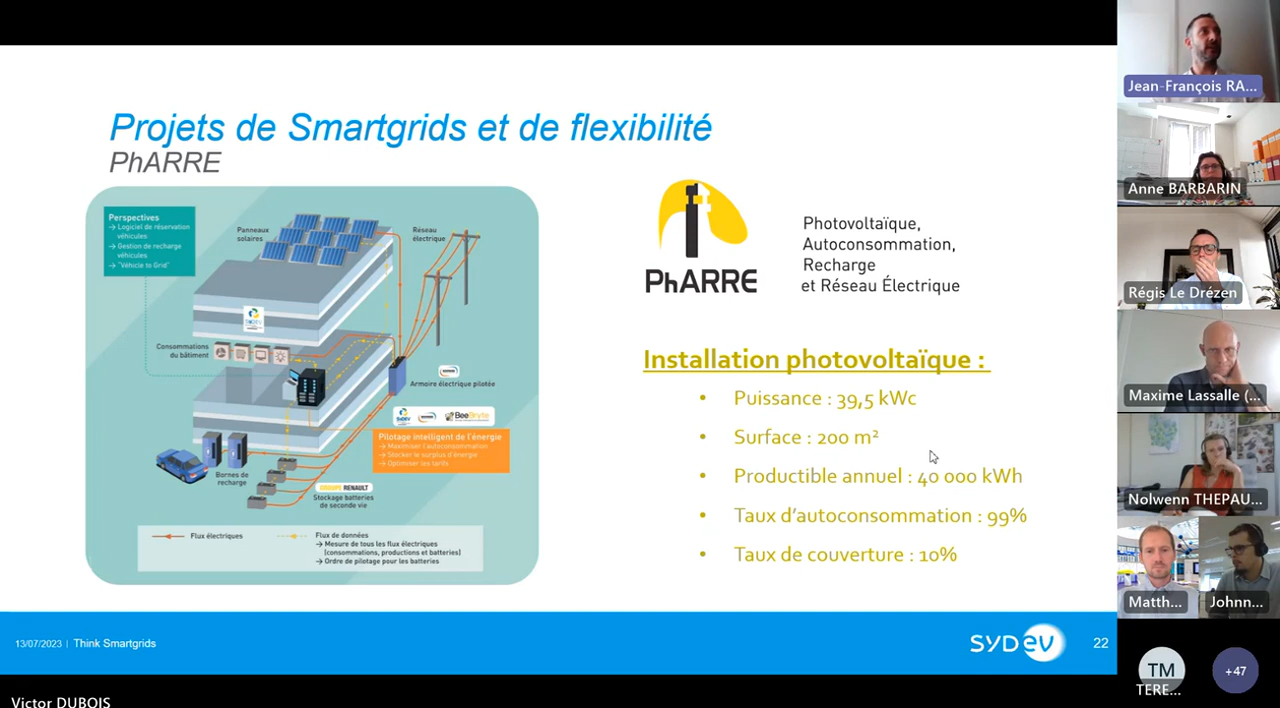 Projets de Smartgrids et de flexibilité
PhARRE
Perspectives
→ Logiciel de réservation
véhicules
→ Gestion de recharge
véhicules
→ "Véhicle to Grid"
Panneaux
solaires
Réseau
électrique
Consommations
du bâtiment
Armoire électrique pilotée
SyDEV
BeeBryte
Pilotage intelligent de l'énergie
→ Maximiser l'autoconsommation
→ Stocker le surplus d'énergie
→ Optimiser les tarifs
Bornes de
recharge
GROUPE RENAULT
Stockage batteries
de seconde vie
Flux électriques
Flux de données
→ Mesure de tous les flux électriques
(consommations, productions et batteries)
→ Ordre de pilotage pour les batteries
PhARRE
Photovoltaïque,
Autoconsommation,
Recharge
et Réseau Électrique
Installation photovoltaïque :
• Puissance : 39,5 kWc
• Surface : 200 m²
• Productible annuel : 40 000 kWh
• Taux d'autoconsommation : 99%
• Taux de couverture : 10%
13/07/2023 | Think Smartgrids
SYDEV
22
Victor DUBOIS
Jean-François RA...
Anne BARBARIN
Régis Le Drézen
Maxime Lassalle (...
Nolwenn THEPAU...
Matth...
Johnn...
TM
TERE...
+47